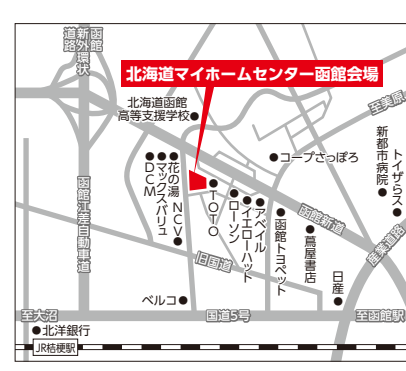 函館
新外環状
道路
北海道マイホームセンター函館会場
北海道函館
高等支援学校
至美原
トイザらス
新都市病院
コープさっぽろ
花の湯
マックスバリュ
DCM
NCV
TOTO
ローソン
イエローハット
アベイル
函館トヨペット
函館新道
蔦屋書店
日産
産業道路
函館江差自動車道
旧国道
ベルコ
至大沼
国道5号
至函館駅
北洋銀行
JR桔梗駅